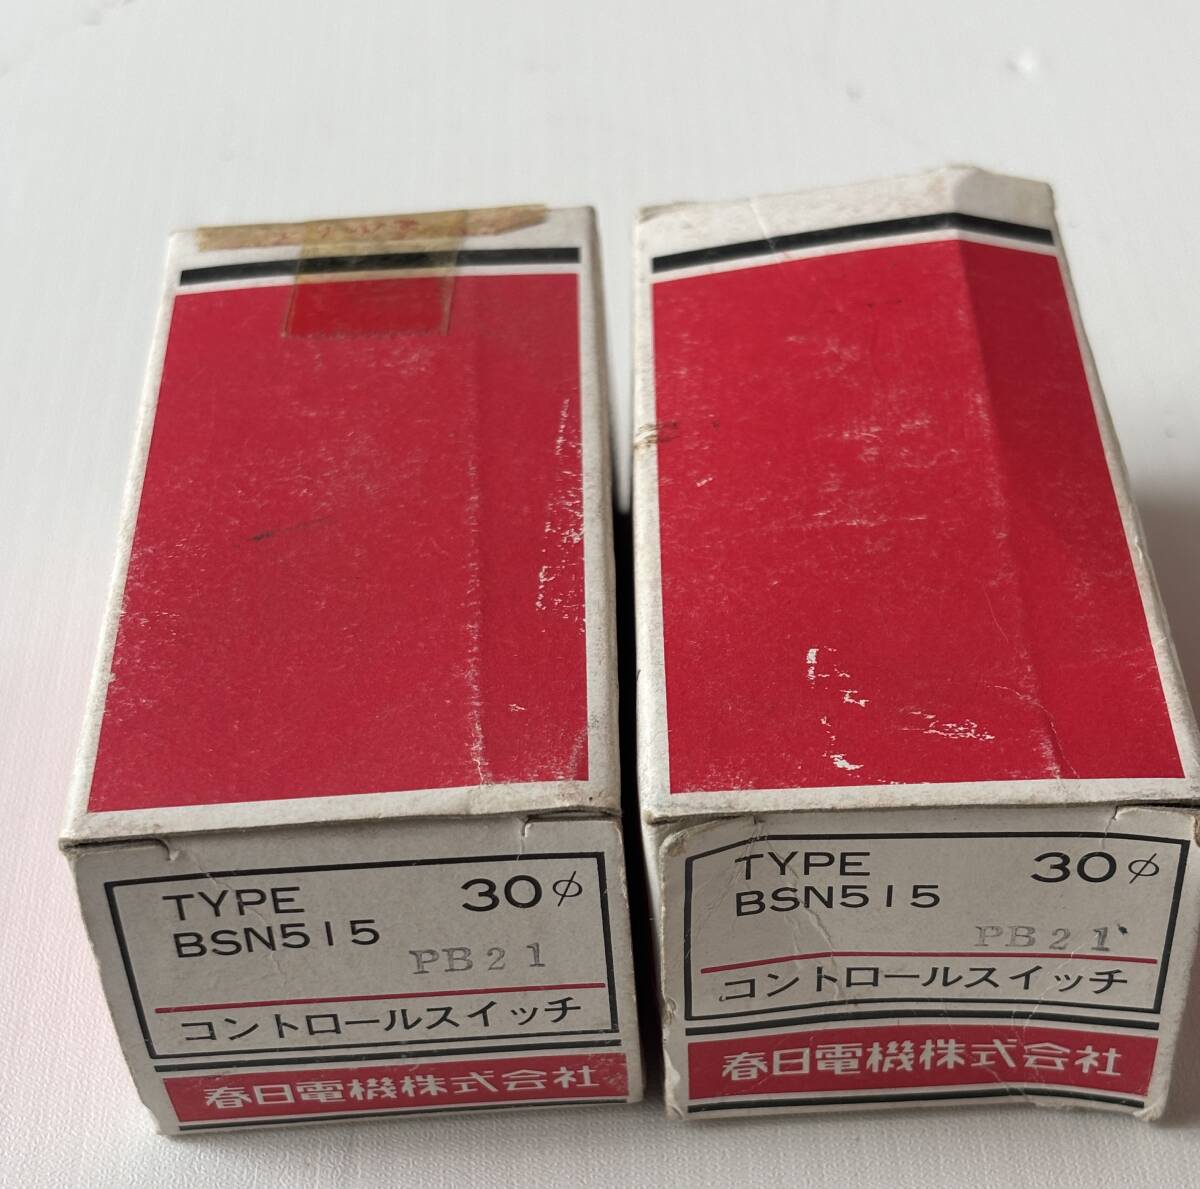 TYPE 30φ
BSN515
PB21
コントロールスイッチ
春日電機株式会社
TYPE 30φ
BSN515
PB21
コントロールスイッチ
春日電機株式会社